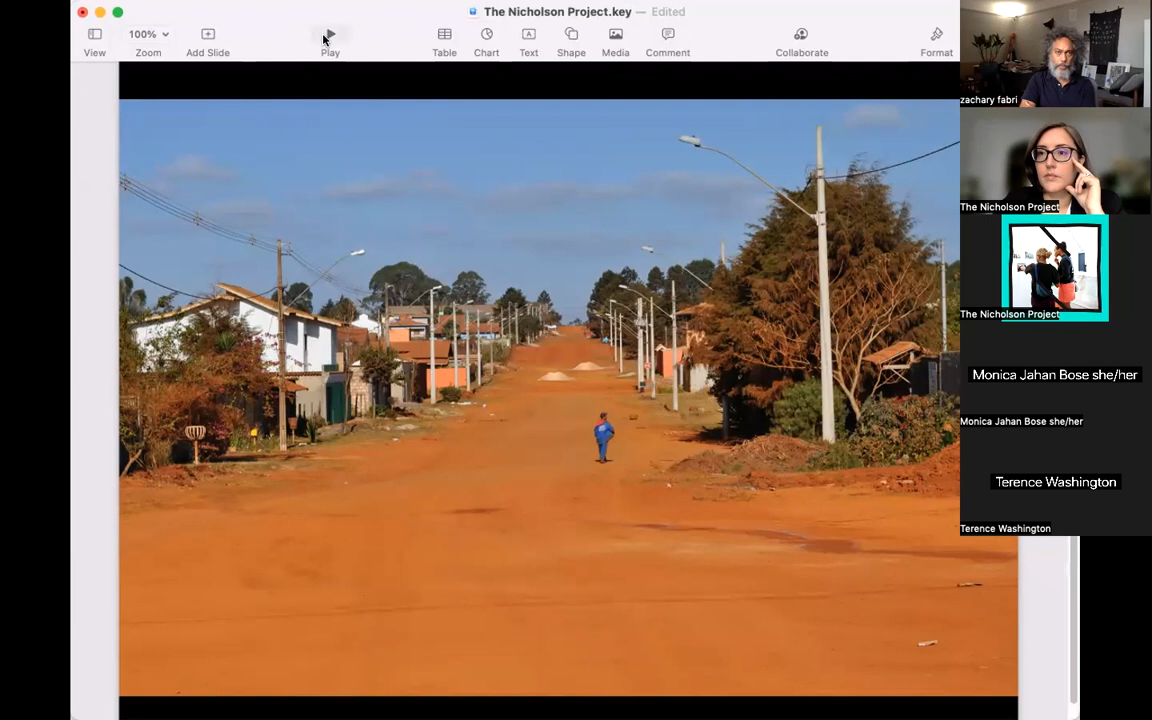 The Nicholson Project.key — Edited
100%
View
Zoom
Add Slide
Play
Table
Chart
Text
Shape
Media
Comment
Collaborate
Format
zachary fabri
The Nicholson Project
The Nicholson Project
Monica Jahan Bose she/her
Monica Jahan Bose she/her
Terence Washington
Terence Washington